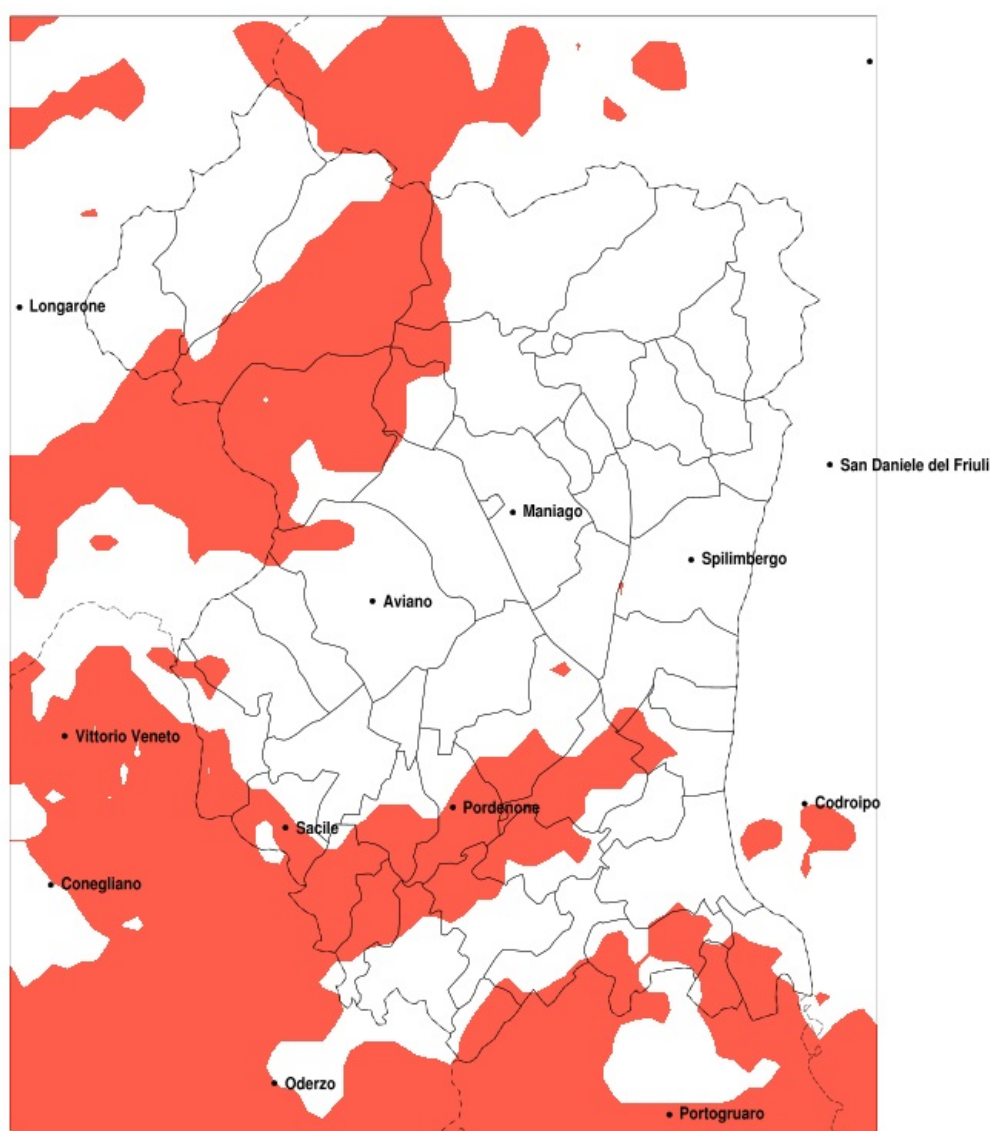 Longarone
San Daniele del Friuli
Maniago
Spilimbergo
Aviano
Vittorio Veneto
Codroipo
Pordenone
Sacile
Conegliano
Oderzo
Portogruaro